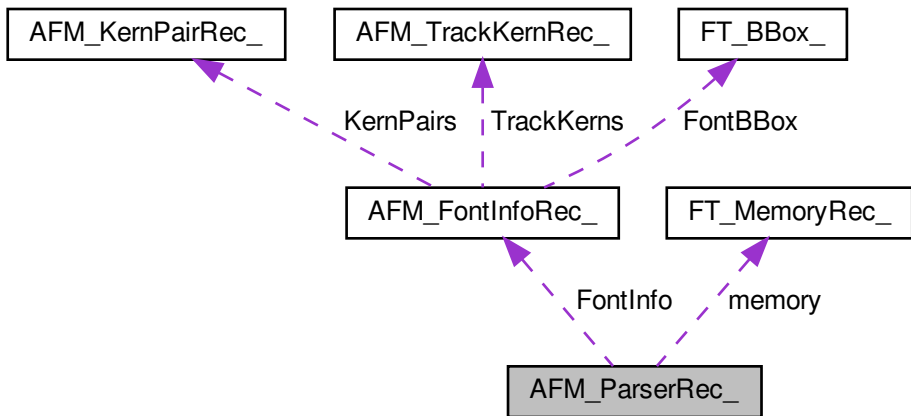 AFM_KernPairRec_
AFM_TrackKernRec_
FT_BBox_
KernPairs
TrackKerns
FontBBox
AFM_FontInfoRec_
FT_MemoryRec_
FontInfo
memory
AFM_ParserRec_